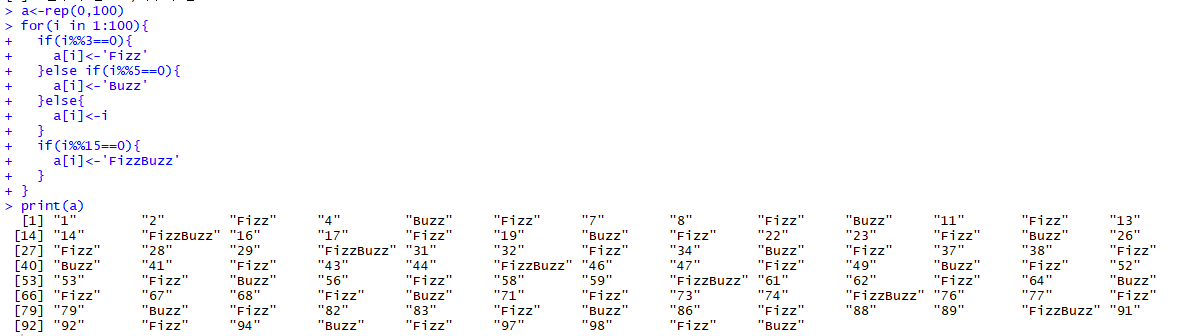 > a<-rep(0,100)
> for(i in 1:100){
+   if(i%%3==0){
+     a[i]<-'Fizz'
+   }else if(i%%5==0){
+     a[i]<-'Buzz'
+   }else{
+     a[i]<-i
+   }
+   if(i%%15==0){
+     a[i]<-'FizzBuzz'
+   }
+ }
> print(a)
  [1] "1"        "2"        "Fizz"     "4"        "Buzz"     "Fizz"     "7"        "8"        "Fizz"     "Buzz"     "11"       "Fizz"     "13"
 [14] "14"       "FizzBuzz" "16"       "17"       "Fizz"     "19"       "Buzz"     "Fizz"     "22"       "23"       "Fizz"     "Buzz"     "26"
 [27] "Fizz"     "28"       "29"       "FizzBuzz" "31"       "32"       "Fizz"     "34"       "Buzz"     "Fizz"     "37"       "38"       "Fizz"
 [40] "Buzz"     "41"       "Fizz"     "43"       "44"       "FizzBuzz" "46"       "47"       "Fizz"     "49"       "Buzz"     "Fizz"     "52"
 [53] "53"       "Fizz"     "Buzz"     "56"       "Fizz"     "58"       "59"       "FizzBuzz" "61"       "62"       "Fizz"     "64"       "Buzz"
 [66] "Fizz"     "67"       "68"       "Fizz"     "Buzz"     "71"       "Fizz"     "73"       "74"       "FizzBuzz" "76"       "77"       "Fizz"
 [79] "79"       "Buzz"     "Fizz"     "82"       "83"       "Fizz"     "Buzz"     "86"       "Fizz"     "88"       "89"       "FizzBuzz" "91"
 [92] "92"       "Fizz"     "94"       "Buzz"     "Fizz"     "97"       "98"       "Fizz"     "Buzz"